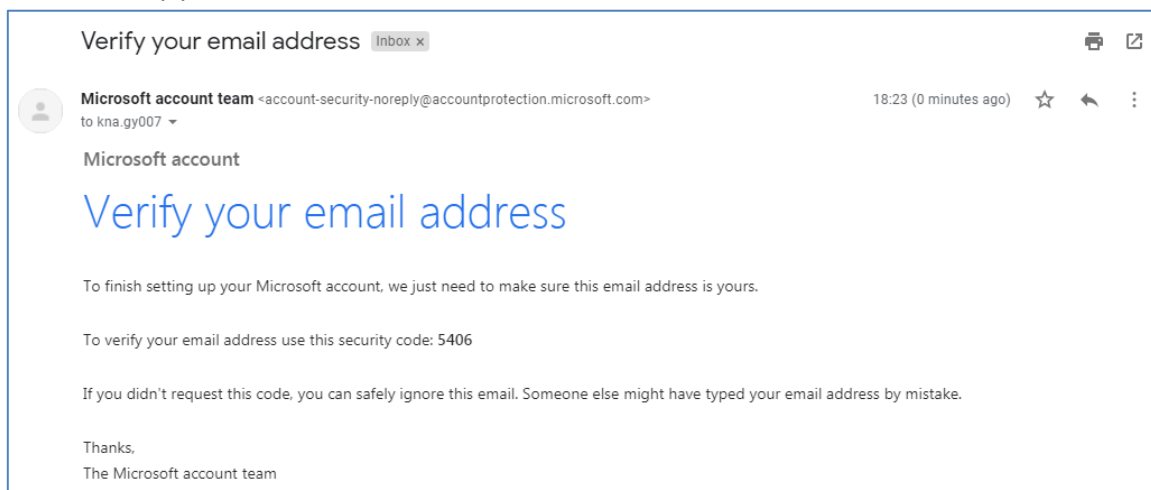 Verify your email address Inbox x
Microsoft account team <account-security-noreply@accountprotection.microsoft.com> 18:23 (0 minutes ago)
to kna.gy007
Microsoft account
Verify your email address
To finish setting up your Microsoft account, we just need to make sure this email address is yours.
To verify your email address use this security code: 5406
If you didn't request this code, you can safely ignore this email. Someone else might have typed your email address by mistake.
Thanks,
The Microsoft account team